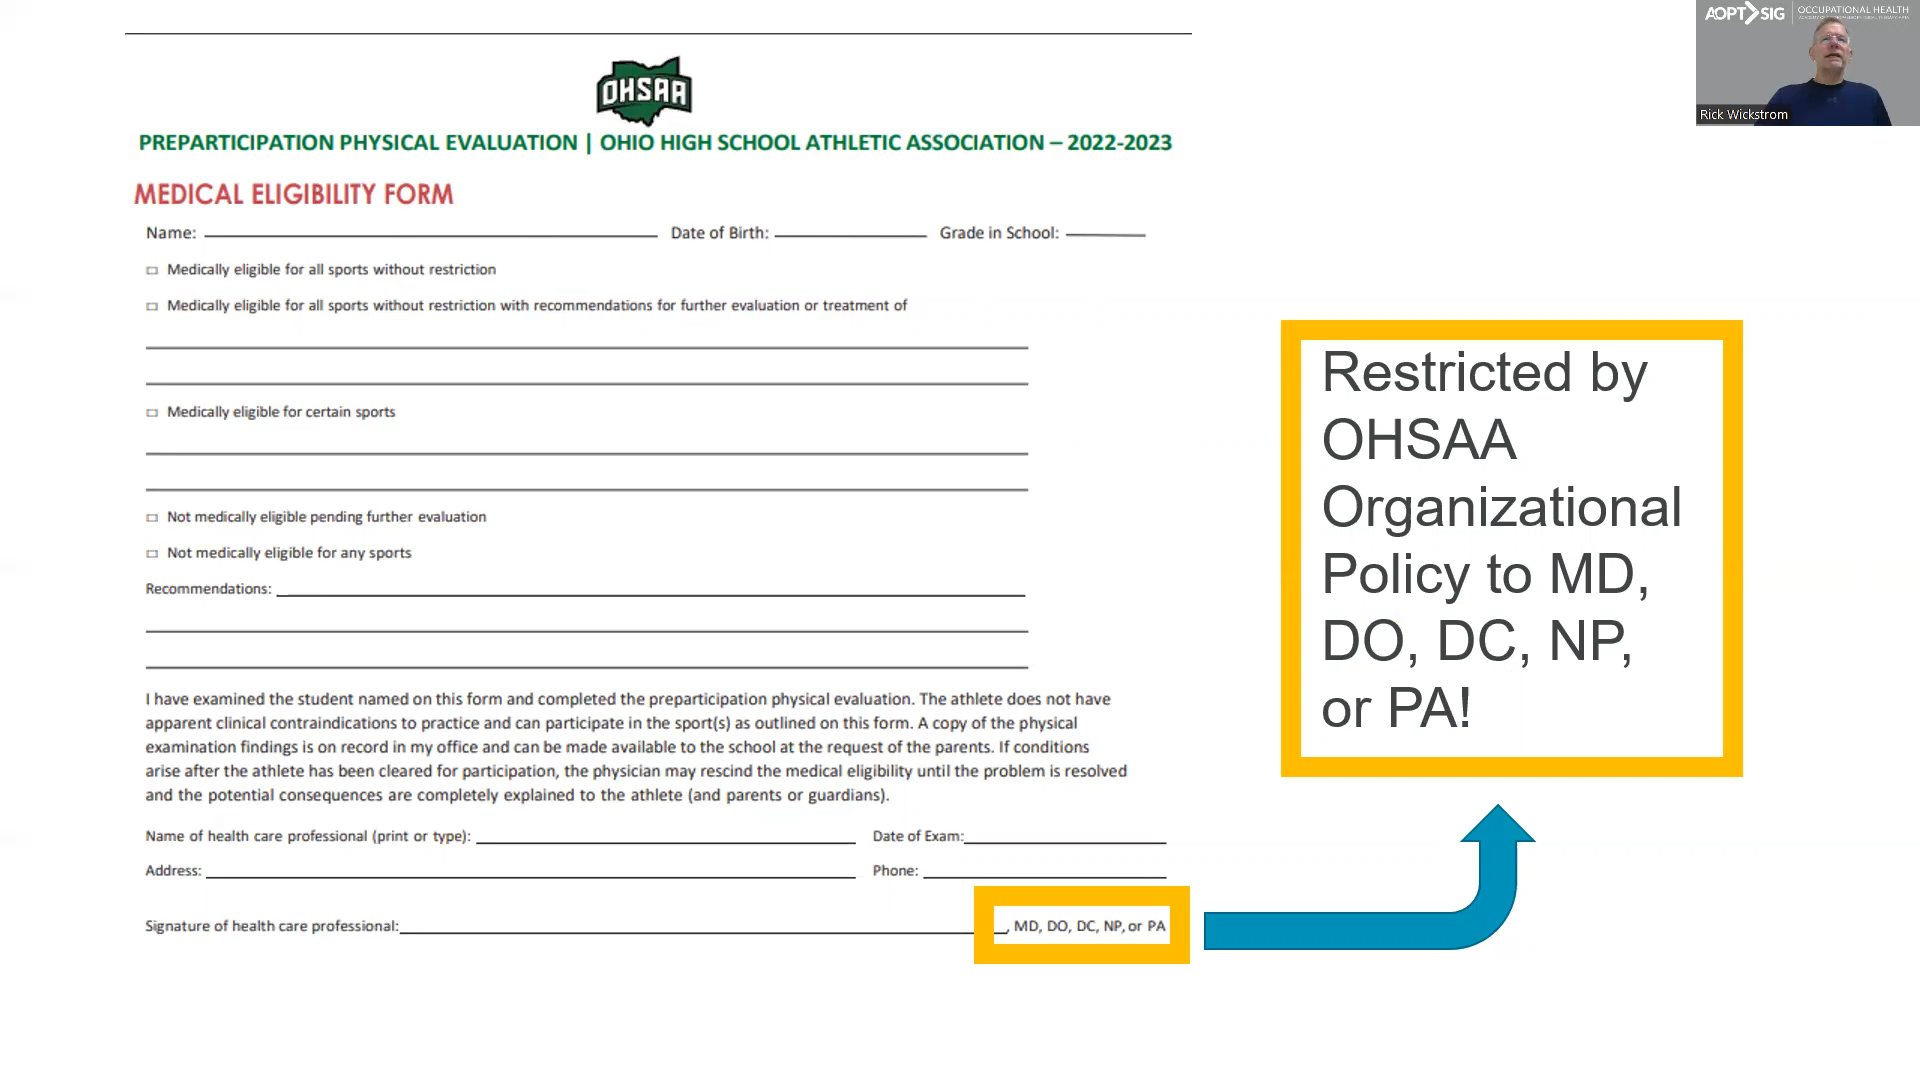 OHSAA
PREPARTICIPATION PHYSICAL EVALUATION | OHIO HIGH SCHOOL ATHLETIC ASSOCIATION – 2022-2023
MEDICAL ELIGIBILITY FORM
Name: Date of Birth: Grade in School:
Medically eligible for all sports without restriction
Medically eligible for all sports without restriction with recommendations for further evaluation or treatment of
Medically eligible for certain sports
Not medically eligible pending further evaluation
Not medically eligible for any sports
Recommendations:
I have examined the student named on this form and completed the preparticipation physical evaluation. The athlete does not have
apparent clinical contraindications to practice and can participate in the sport(s) as outlined on this form. A copy of the physical
examination findings is on record in my office and can be made available to the school at the request of the parents. If conditions
arise after the athlete has been cleared for participation, the physician may rescind the medical eligibility until the problem is resolved
and the potential consequences are completely explained to the athlete (and parents or guardians).
Name of health care professional (print or type): Date of Exam:
Address: Phone:
Signature of health care professional: , MD, DO, DC, NP, or PA
Restricted by
OHSAA
Organizational
Policy to MD,
DO, DC, NP,
or PA!
AOPT SIG OCCUPATIONAL HEALTH
Rick Wickstrom